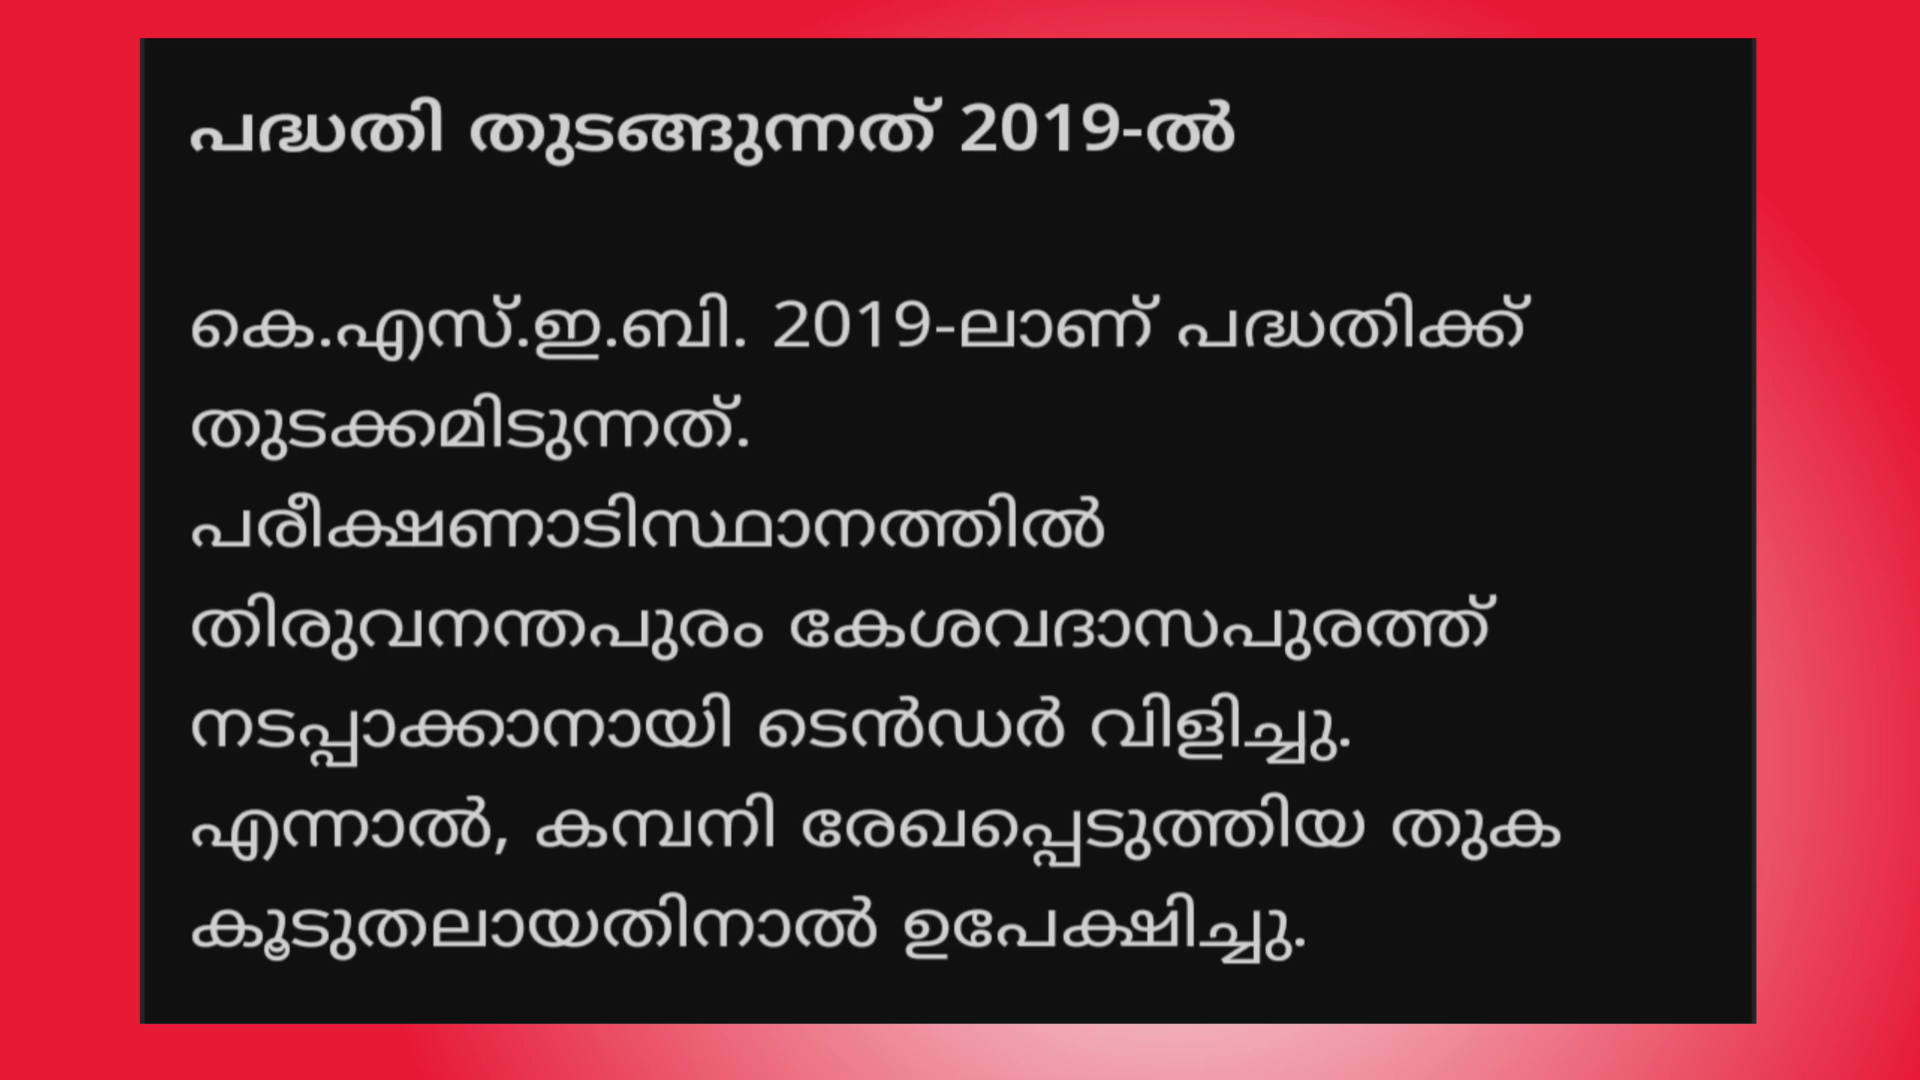 പദ്ധതി തുടങ്ങുന്നത് 2019-ൽ
കെ.എസ്.ഇ.ബി. 2019-ലാണ് പദ്ധതിക്ക്
തുടക്കമിടുന്നത്.
പരീക്ഷണാടിസ്ഥാനത്തിൽ
തിരുവനന്തപുരം കേശവദാസപുരത്ത്
നടപ്പാക്കാനായി ടെൻഡർ വിളിച്ചു.
എന്നാൽ, കമ്പനി രേഖപ്പെടുത്തിയ തുക
കൂടുതലായതിനാൽ ഉപേക്ഷിച്ചു.